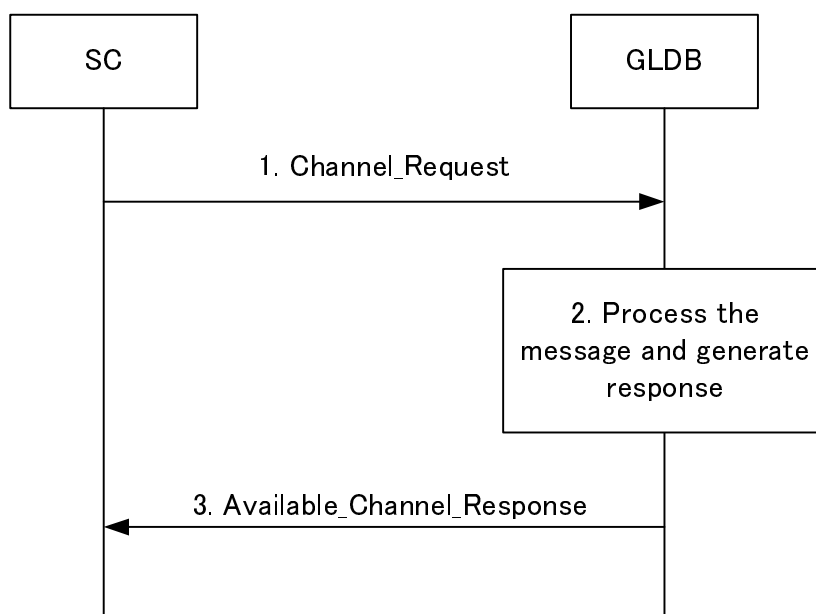 SC
GLDB
1. Channel_Request
2. Process the
message and generate
response
3. Available_Channel_Response